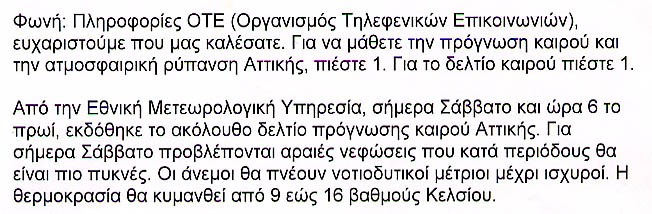 Φωνή: Πληροφορίες ΟΤΕ (Οργανισμός Τηλεφενικών Επικοινωνιών),
ευχαριστούμε που μας καλέσατε. Για να μάθετε την πρόγνωση καιρού και
την ατμοσφαιρική ρύπανση Αττικής, πιέστε 1. Για το δελτίο καιρού πιέστε 1.

Από την Εθνική Μετεωρολογική Υπηρεσία, σήμερα Σάββατο και ώρα 6 το
πρωί, εκδόθηκε το ακόλουθο δελτίο πρόγνωσης καιρού Αττικής. Για
σήμερα Σάββατο προβλέπονται αραιές νεφώσεις που κατά περιόδους θα
είναι πιο πυκνές. Οι άνεμοι θα πνέουν νοτιοδυτικοί μέτριοι μέχρι ισχυροί. Η
θερμοκρασία θα κυμανθεί από 9 εώς 16 βαθμούς Κελσίου.